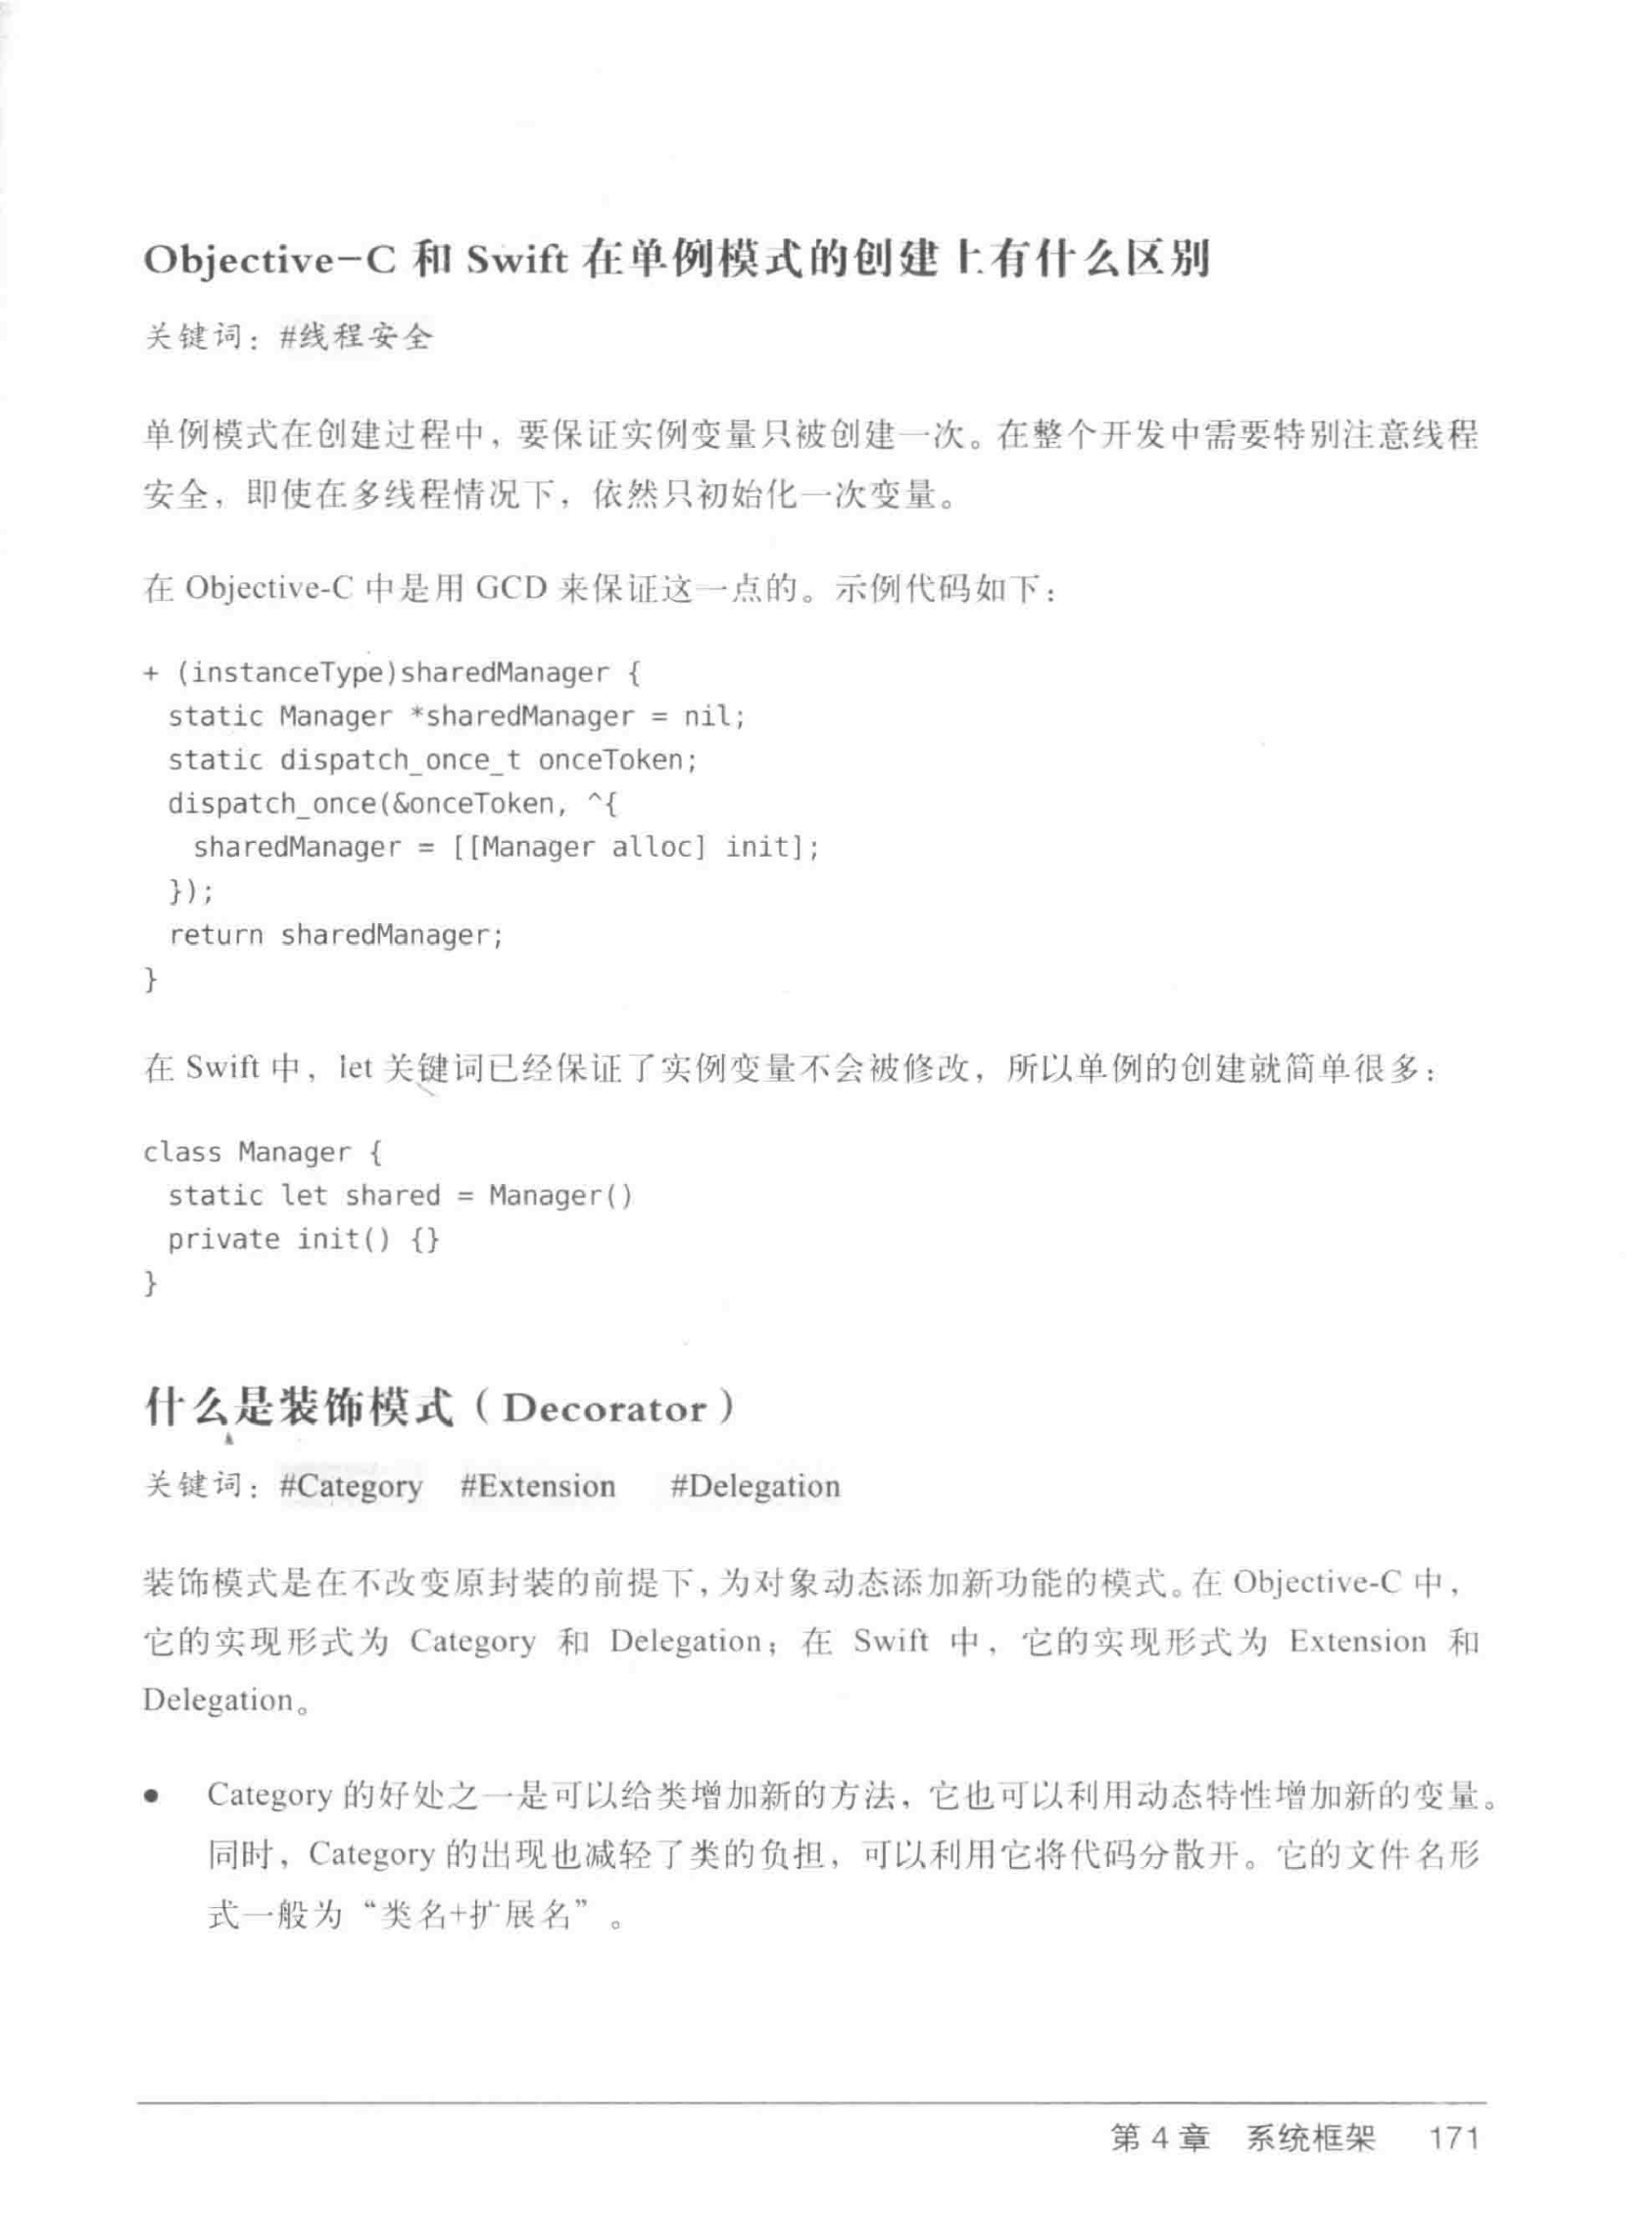 Objective-C 和 Swift 在单例模式的创建上有什么区别
关键词：#线程安全
单例模式在创建过程中，要保证实例变量只被创建一次。在整个开发中需要特别注意线程
安全，即使在多线程情况下，依然只初始化一次变量。
在 Objective-C 中是用 GCD 来保证这一点的。示例代码如下：
+ (instanceType)sharedManager {
static Manager *sharedManager = nil;
static dispatch_once_t onceToken;
dispatch_once(&onceToken, ^{
sharedManager = [[Manager alloc] init];
});
return sharedManager;
}
在 Swift 中，let 关键词已经保证了实例变量不会被修改，所以单例的创建就简单很多：
class Manager {
static let shared = Manager()
private init() {}
}
什么是装饰模式（Decorator）
关键词：#Category #Extension #Delegation
装饰模式是在不改变原封装的前提下，为对象动态添加新功能的模式。在 Objective-C 中，
它的实现形式为 Category 和 Delegation；在 Swift 中，它的实现形式为 Extension 和
Delegation。
● Category 的好处之一是可以给类增加新的方法，它也可以利用动态特性增加新的变量。
同时，Category 的出现也减轻了类的负担，可以利用它将代码分散开。它的文件名形
式一般为“类名+扩展名”。
第 4 章 系统框架 171